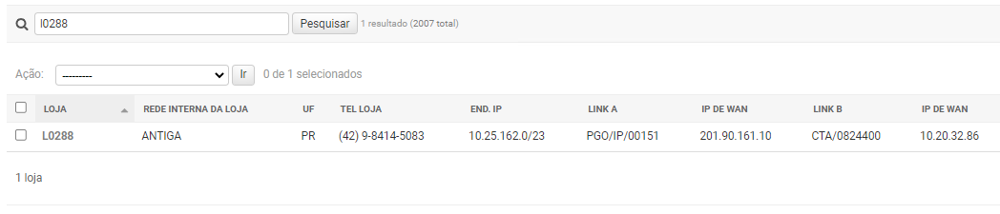 l0288 Pesquisar 1 resultado (2007 total)
Ação: --------- Ir 0 de 1 selecionados
LOJA REDE INTERNA DA LOJA UF TEL LOJA END. IP LINK A IP DE WAN LINK B IP DE WAN
L0288 ANTIGA PR (42) 9-8414-5083 10.25.162.0/23 PGO/IP/00151 201.90.161.10 CTA/0824400 10.20.32.86
1 loja